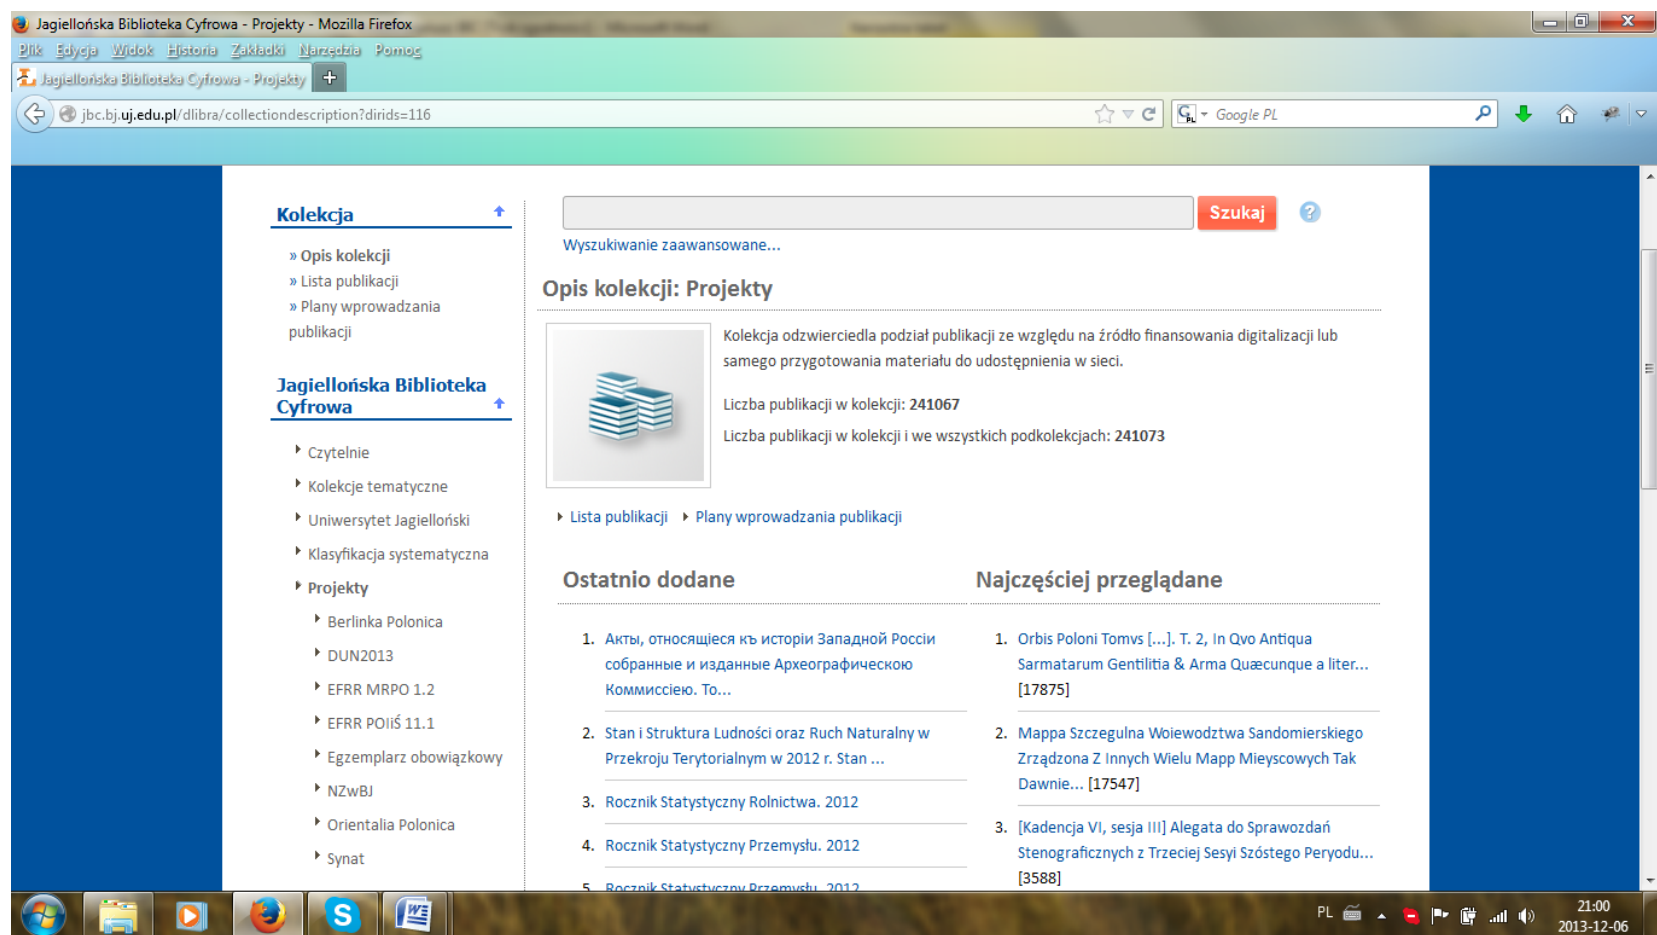 Jagiellońska Biblioteka Cyfrowa - Projekty - Mozilla Firefox
Plik Edycja Widok Historia Zakładki Narzędzia Pomoc
Jagiellońska Biblioteka Cyfrowa - Projekty
jbc.bj.uj.edu.pl/dlibra/collectiondescription?dirids=116
Google PL
Kolekcja
» Opis kolekcji
» Lista publikacji
» Plany wprowadzania
publikacji
Jagiellońska Biblioteka
Cyfrowa
Czytelnie
Kolekcje tematyczne
Uniwersytet Jagielloński
Klasyfikacja systematyczna
Projekty
Berlinka Polonica
DUN2013
EFRR MRPO 1.2
EFRR POIiŚ 11.1
Egzemplarz obowiązkowy
NZwBJ
Orientalia Polonica
Synat
Szukaj
?
Wyszukiwanie zaawansowane...
Opis kolekcji: Projekty
Kolekcja odzwierciedla podział publikacji ze względu na źródło finansowania digitalizacji lub
samego przygotowania materiału do udostępnienia w sieci.
Liczba publikacji w kolekcji: 241067
Liczba publikacji w kolekcji i we wszystkich podkolekcjach: 241073
Lista publikacji Plany wprowadzania publikacji
Ostatnio dodane
1. Акты, относящiеся къ исторiи Западной Россiи
собранные и изданные Археографическою
Коммиссiею. То...
2. Stan i Struktura Ludności oraz Ruch Naturalny w
Przekroju Terytorialnym w 2012 r. Stan ...
3. Rocznik Statystyczny Rolnictwa. 2012
4. Rocznik Statystyczny Przemysłu. 2012
5. Rocznik Statystyczny Przemysłu. 2012
Najczęściej przeglądane
1. Orbis Poloni Tomvs [...]. T. 2, In Qvo Antiqua
Sarmatarum Gentilitia & Arma Quæcunque a liter...
[17875]
2. Mappa Szczegulna Woiewodztwa Sandomierskiego
Zrządzona Z Innych Wielu Mapp Mieyscowych Tak
Dawnie... [17547]
3. [Kadencja VI, sesja III] Alegata do Sprawozdań
Stenograficznych z Trzeciej Sesyi Szóstego Peryodu...
[3588]
PL
21:00
2013-12-06